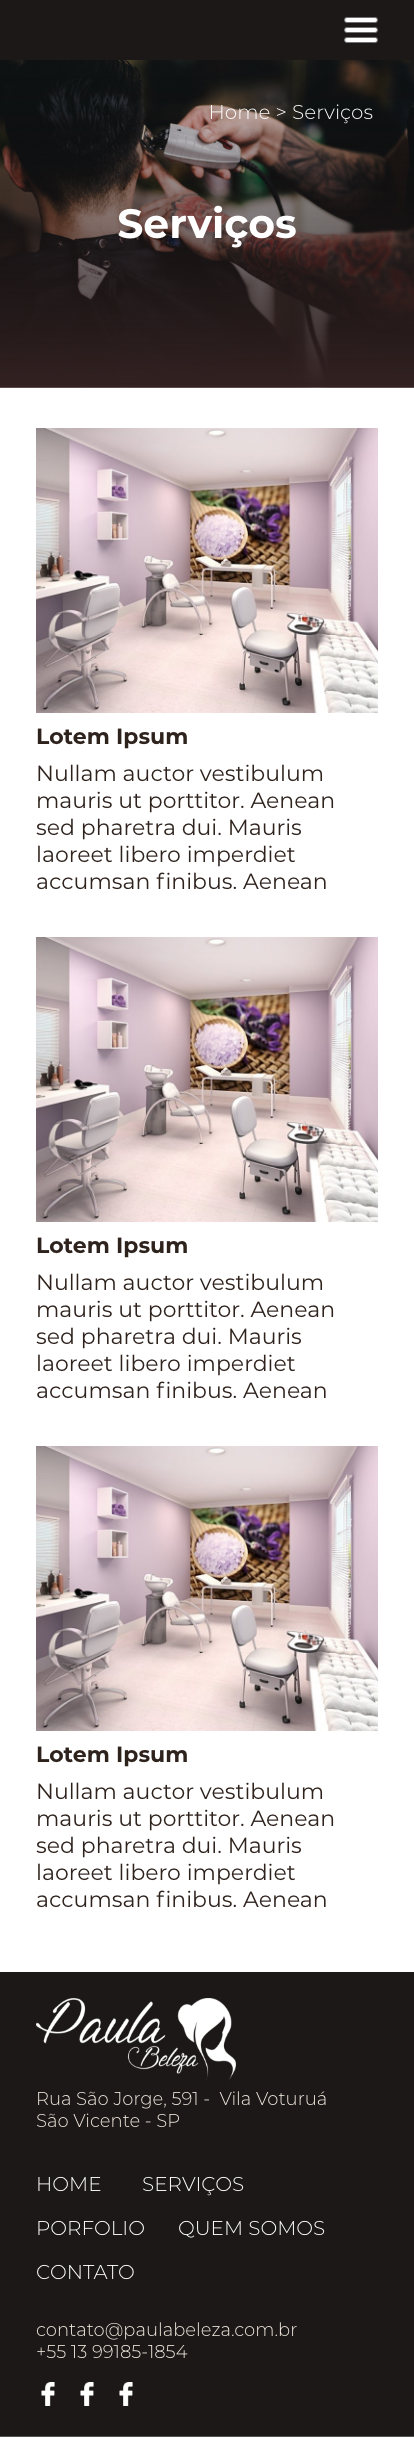 Home > Serviços
Serviços
Lotem Ipsum
Nullam auctor vestibulum
mauris ut porttitor. Aenean
sed pharetra dui. Mauris
laoreet libero imperdiet
accumsan finibus. Aenean
Lotem Ipsum
Nullam auctor vestibulum
mauris ut porttitor. Aenean
sed pharetra dui. Mauris
laoreet libero imperdiet
accumsan finibus. Aenean
Lotem Ipsum
Nullam auctor vestibulum
mauris ut porttitor. Aenean
sed pharetra dui. Mauris
laoreet libero imperdiet
accumsan finibus. Aenean
Paula
Beleza
Rua São Jorge, 591 - Vila Voturuá
São Vicente - SP
HOME SERVIÇOS
PORFOLIO QUEM SOMOS
CONTATO
contato@paulabeleza.com.br
+55 13 99185-1854